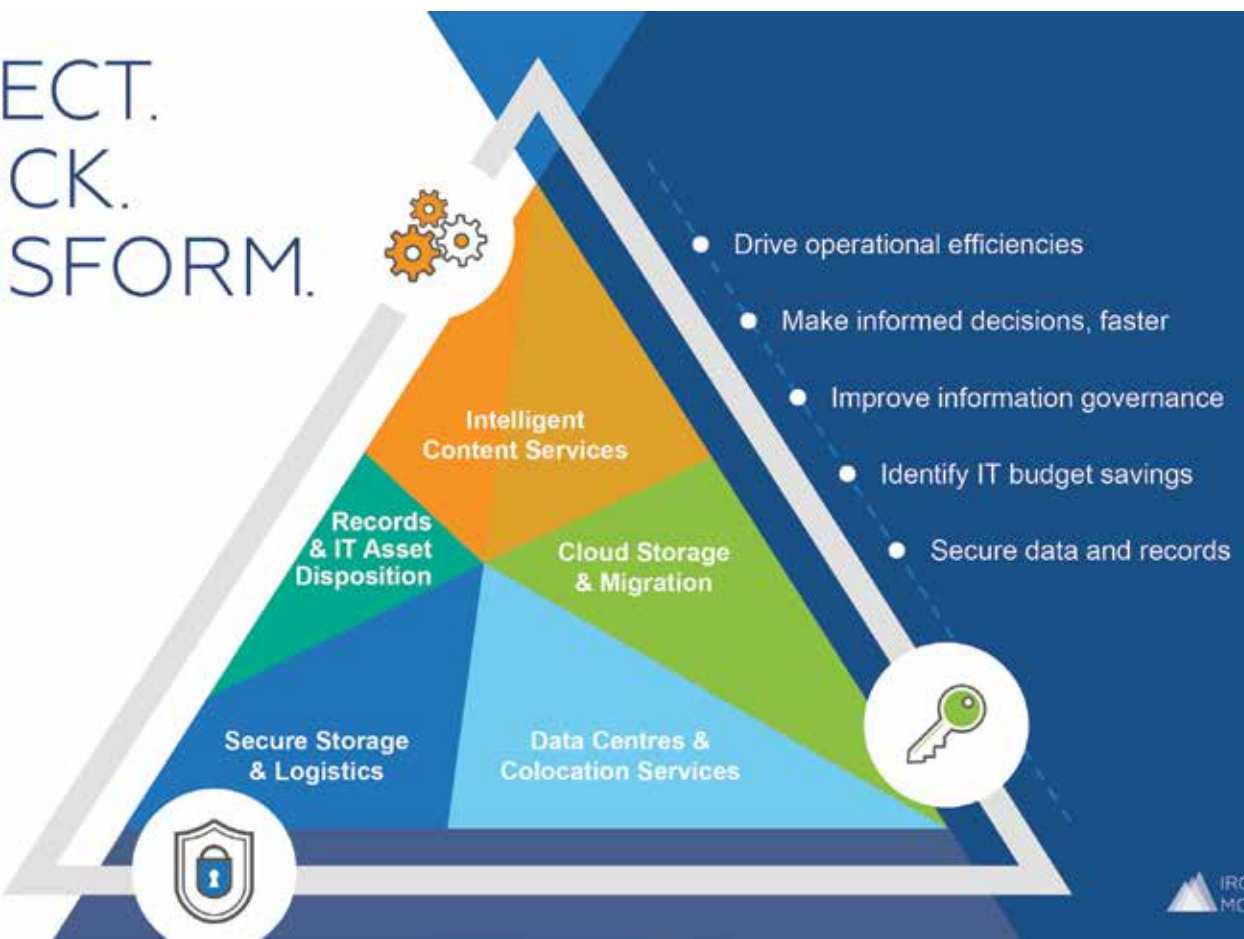 ECT.
CK.
SFORM.
Drive operational efficiencies
Make informed decisions, faster
Improve information governance
Identify IT budget savings
Secure data and records
Intelligent
Content Services
Records
& IT Asset
Disposition
Cloud Storage
& Migration
Secure Storage
& Logistics
Data Centres &
Colocation Services
IRO
MO